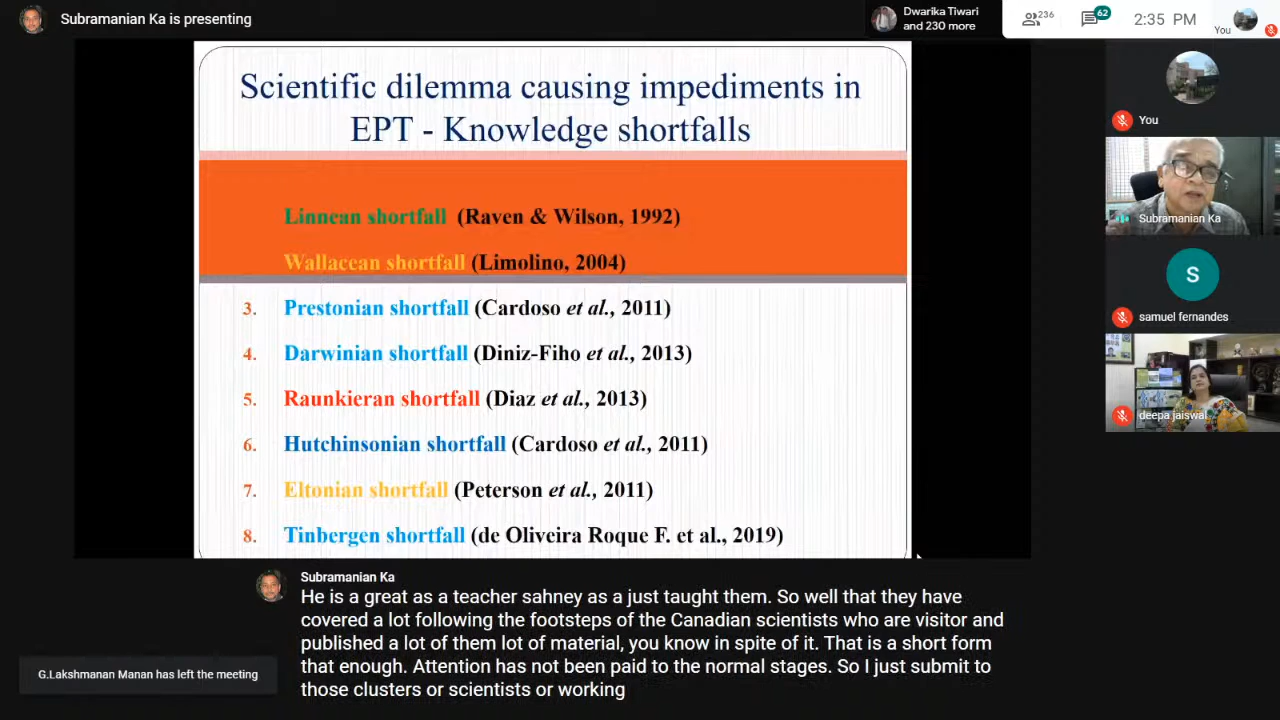 Subramanian Ka is presenting
Dwarika Tiwari
and 230 more
236
62
2:35 PM
You
Scientific dilemma causing impediments in
EPT - Knowledge shortfalls
Linnean shortfall (Raven & Wilson, 1992)
Wallacean shortfall (Limolino, 2004)
3. Prestonian shortfall (Cardoso et al., 2011)
4. Darwinian shortfall (Diniz-Fiho et al., 2013)
5. Raunkieran shortfall (Diaz et al., 2013)
6. Hutchinsonian shortfall (Cardoso et al., 2011)
7. Eltonian shortfall (Peterson et al., 2011)
8. Tinbergen shortfall (de Oliveira Roque F. et al., 2019)
You
Subramanian Ka
S
samuel fernandes
deepa jaiswal
Subramanian Ka
He is a great as a teacher sahney as a just taught them. So well that they have
covered a lot following the footsteps of the Canadian scientists who are visitor and
published a lot of them lot of material, you know in spite of it. That is a short form
that enough. Attention has not been paid to the normal stages. So I just submit to
those clusters or scientists or working
G.Lakshmanan Manan has left the meeting